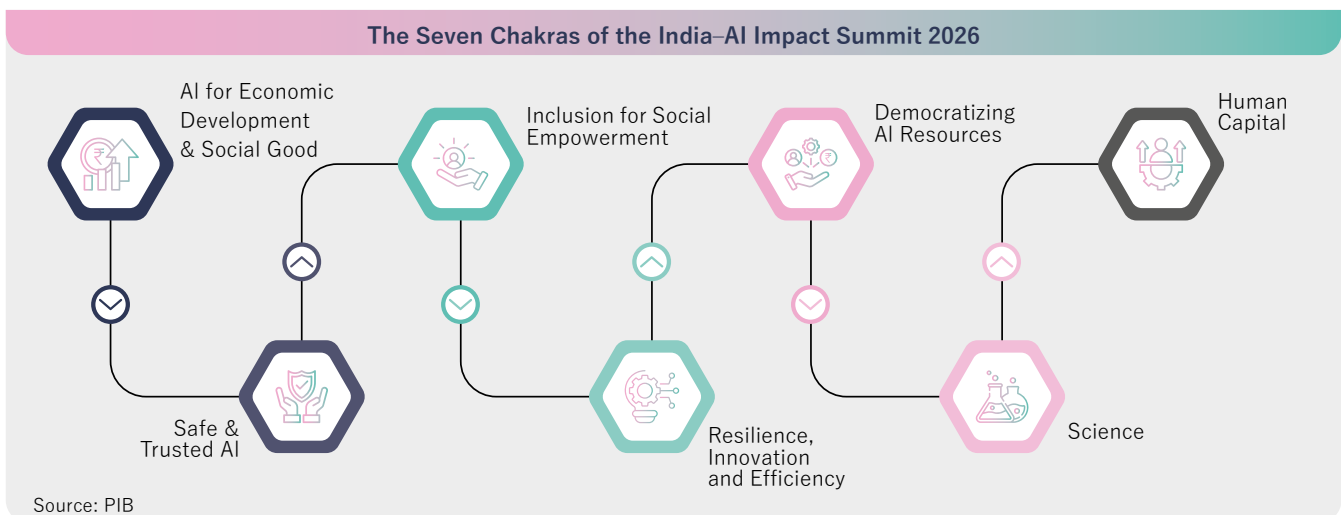 The Seven Chakras of the India–AI Impact Summit 2026
AI for Economic
Development
& Social Good
Safe &
Trusted AI
Inclusion for Social
Empowerment
Resilience,
Innovation
and Efficiency
Democratizing
AI Resources
Science
Human
Capital
₹
₹
Source: PIB